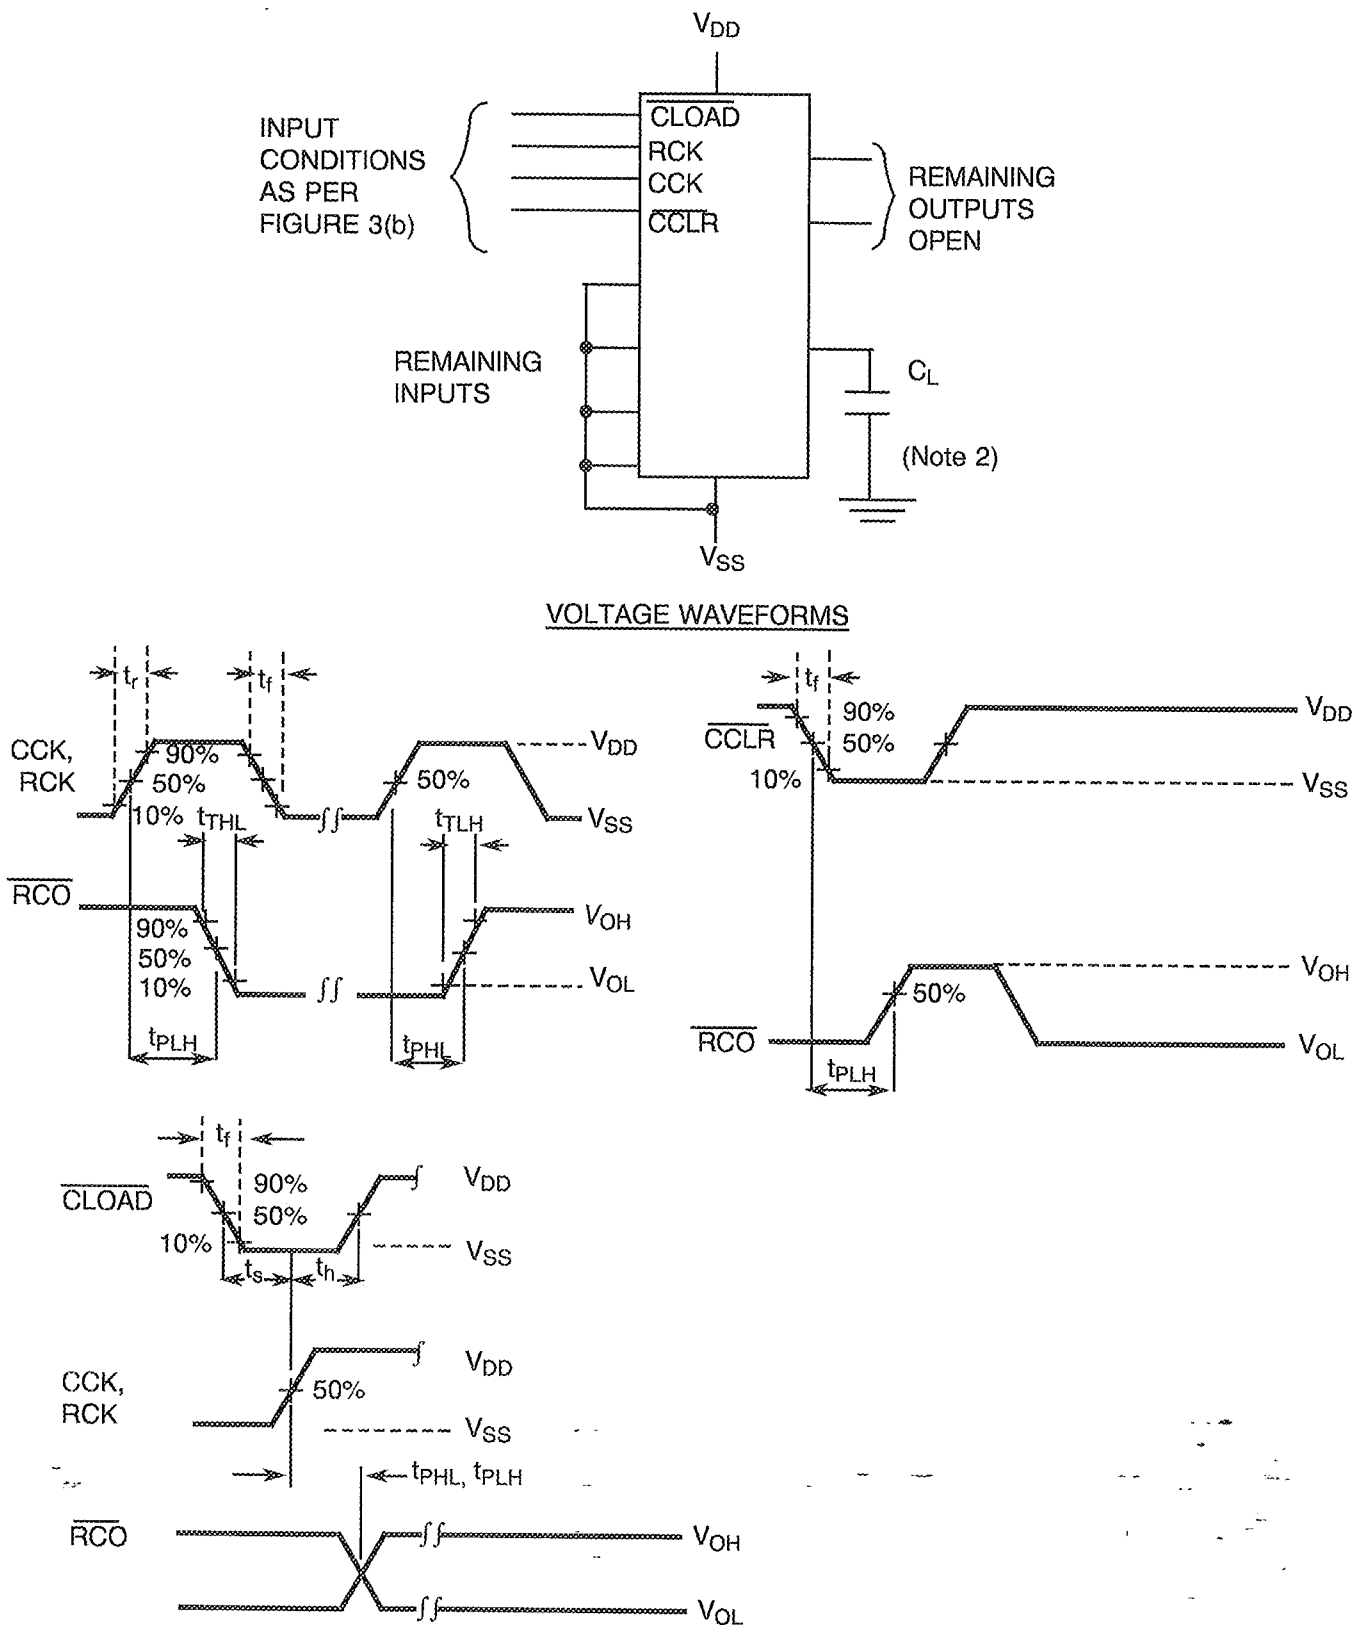 VDD
INPUT
CONDITIONS
AS PER
FIGURE 3(b)
CLOAD
RCK
CCK
CCLR
REMAINING
OUTPUTS
OPEN
REMAINING
INPUTS
CL
(Note 2)
VSS
VOLTAGE WAVEFORMS
tr
tf
CCK,
RCK
90%
50%
10%
50%
VDD
VSS
tTHL
tTLH
RCO
90%
50%
10%
VOH
VOL
tPLH
tPHL
tf
CCLR
90%
50%
10%
VDD
VSS
RCO
50%
VOH
VOL
tPLH
tf
CLOAD
90%
50%
10%
VDD
VSS
ts
th
CCK,
RCK
50%
VDD
VSS
tPHL, tPLH
RCO
VOH
VOL